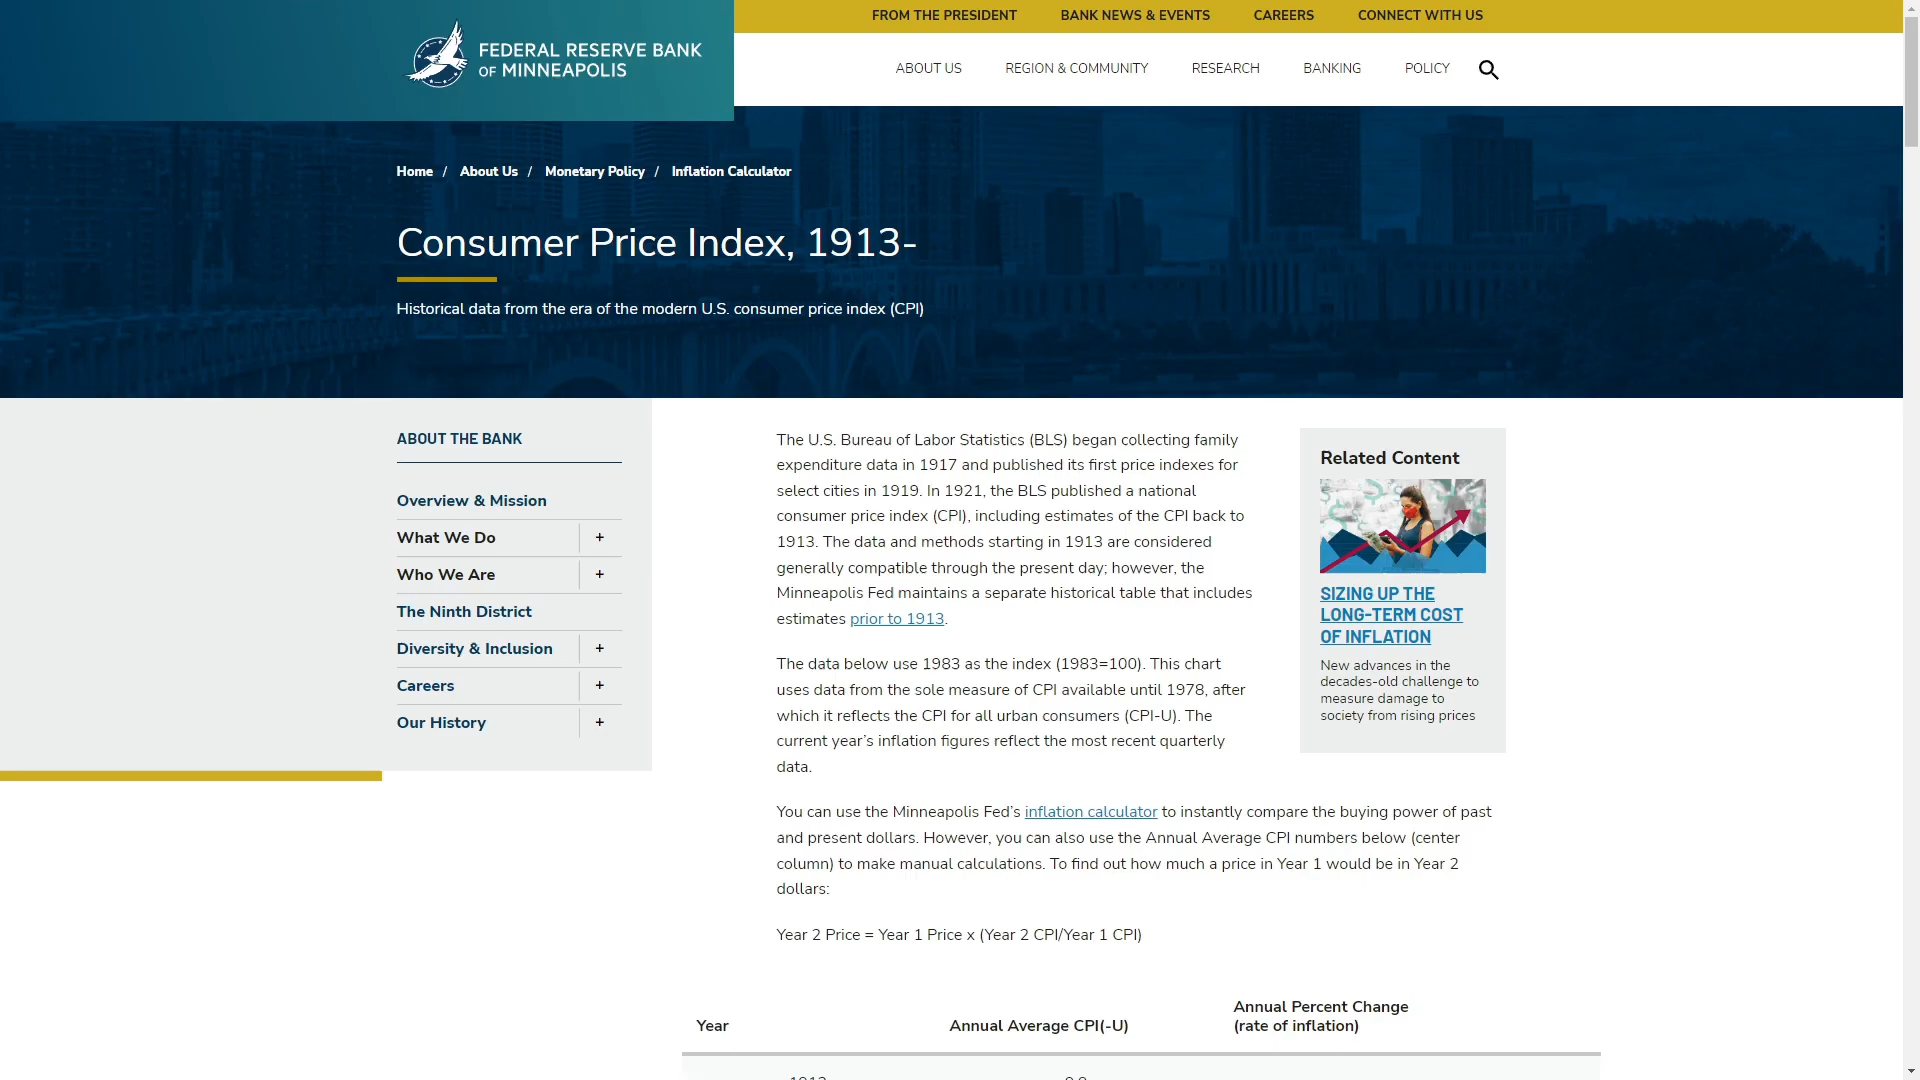 FROM THE PRESIDENT
BANK NEWS & EVENTS
CAREERS
CONNECT WITH US
FEDERAL RESERVE BANK
OF MINNEAPOLIS
ABOUT US
REGION & COMMUNITY
RESEARCH
BANKING
POLICY
Home / About Us / Monetary Policy / Inflation Calculator
Consumer Price Index, 1913-
Historical data from the era of the modern U.S. consumer price index (CPI)
ABOUT THE BANK
Overview & Mission
What We Do +
Who We Are +
The Ninth District
Diversity & Inclusion +
Careers +
Our History +
The U.S. Bureau of Labor Statistics (BLS) began collecting family
expenditure data in 1917 and published its first price indexes for
select cities in 1919. In 1921, the BLS published a national
consumer price index (CPI), including estimates of the CPI back to
1913. The data and methods starting in 1913 are considered
generally compatible through the present day; however, the
Minneapolis Fed maintains a separate historical table that includes
estimates prior to 1913.
The data below use 1983 as the index (1983=100). This chart
uses data from the sole measure of CPI available until 1978, after
which it reflects the CPI for all urban consumers (CPI-U). The
current year’s inflation figures reflect the most recent quarterly
data.
You can use the Minneapolis Fed’s inflation calculator to instantly compare the buying power of past
and present dollars. However, you can also use the Annual Average CPI numbers below (center
column) to make manual calculations. To find out how much a price in Year 1 would be in Year 2
dollars:
Year 2 Price = Year 1 Price x (Year 2 CPI/Year 1 CPI)
Related Content
SIZING UP THE
LONG-TERM COST
OF INFLATION
New advances in the
decades-old challenge to
measure damage to
society from rising prices
Year
Annual Average CPI(-U)
Annual Percent Change
(rate of inflation)